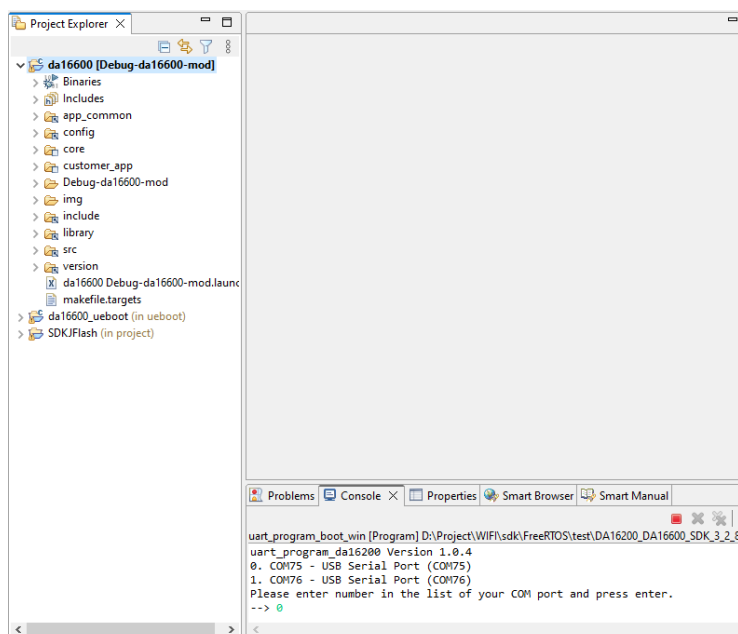 Project Explorer
da16600 [Debug-da16600-mod]
Binaries
Includes
app_common
config
core
customer_app
Debug-da16600-mod
img
include
library
src
version
da16600 Debug-da16600-mod.launc
makefile.targets
da16600_ueboot (in ueboot)
SDKJFlash (in project)
Problems Console Properties Smart Browser Smart Manual
uart_program_boot_win [Program] D:\Project\WIFI\sdk\FreeRTOS\test\DA16200_DA16600_SDK_3_2_8
uart_program_da16200 Version 1.0.4
0. COM75 - USB Serial Port (COM75)
1. COM76 - USB Serial Port (COM76)
Please enter number in the list of your COM port and press enter.
--> 0